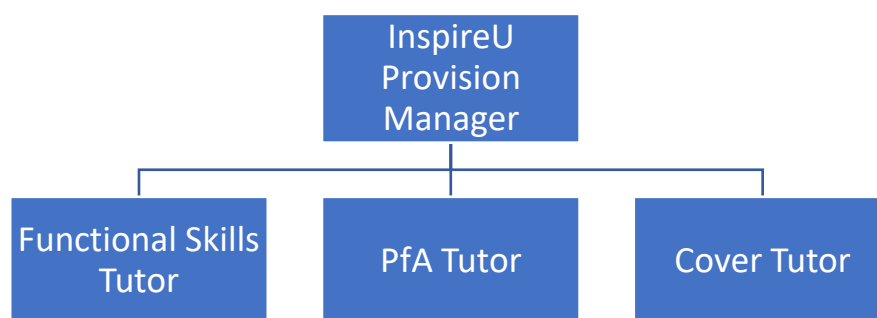 InspireU
Provision
Manager
Functional Skills
Tutor
PfA Tutor
Cover Tutor